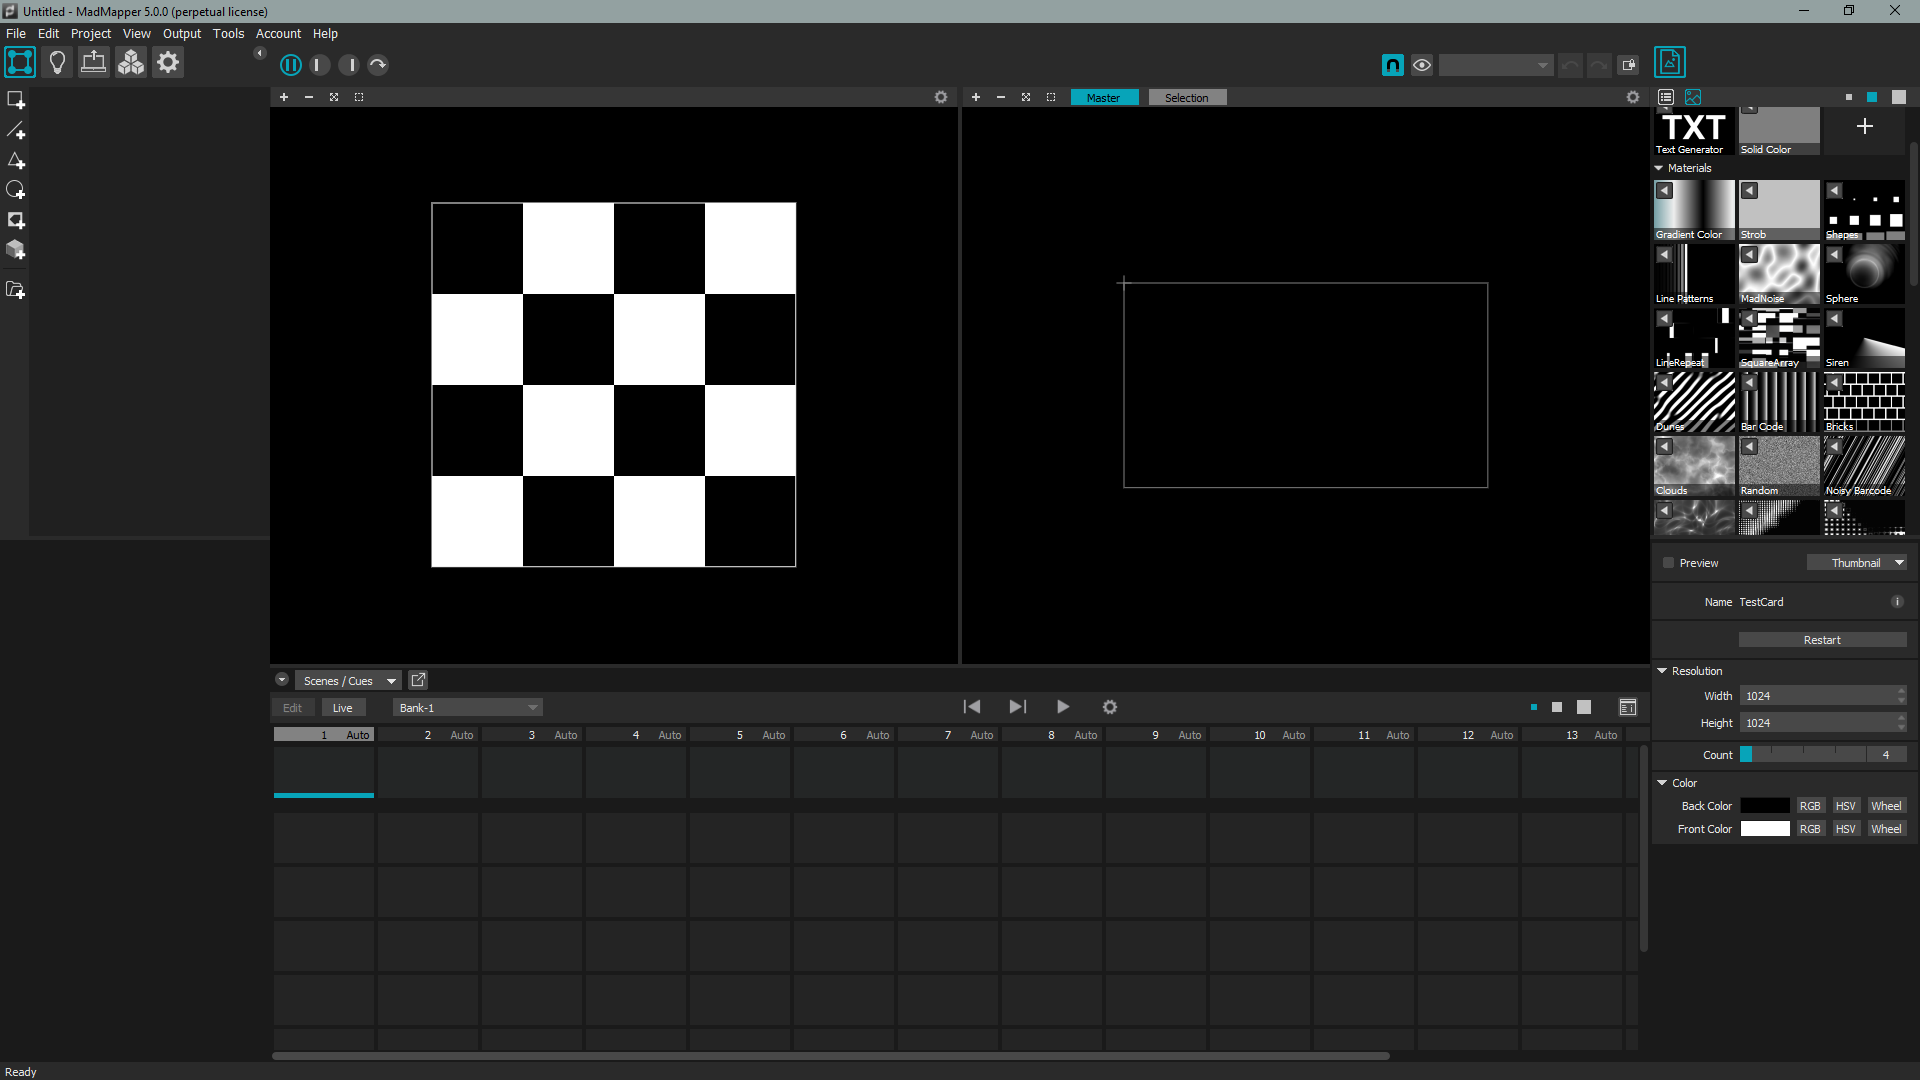 Untitled - MadMapper 5.0.0 (perpetual license)
File Edit Project View Output Tools Account Help
Master Selection
TXT
Text Generator Solid Color
Materials
Gradient Color Strob Shapes
Line Patterns MadNoise Sphere
LineRepeat SquareArray Siren
Dunes Bar Code Bricks
Clouds Random Noisy Barcode
Preview Thumbnail
Name TestCard
Restart
Resolution
Width 1024
Height 1024
Count 4
Color
Back Color RGB HSV Wheel
Front Color RGB HSV Wheel
Scenes / Cues
Edit Live Bank-1
1 Auto 2 Auto 3 Auto 4 Auto 5 Auto 6 Auto 7 Auto 8 Auto 9 Auto 10 Auto 11 Auto 12 Auto 13 Auto
Ready